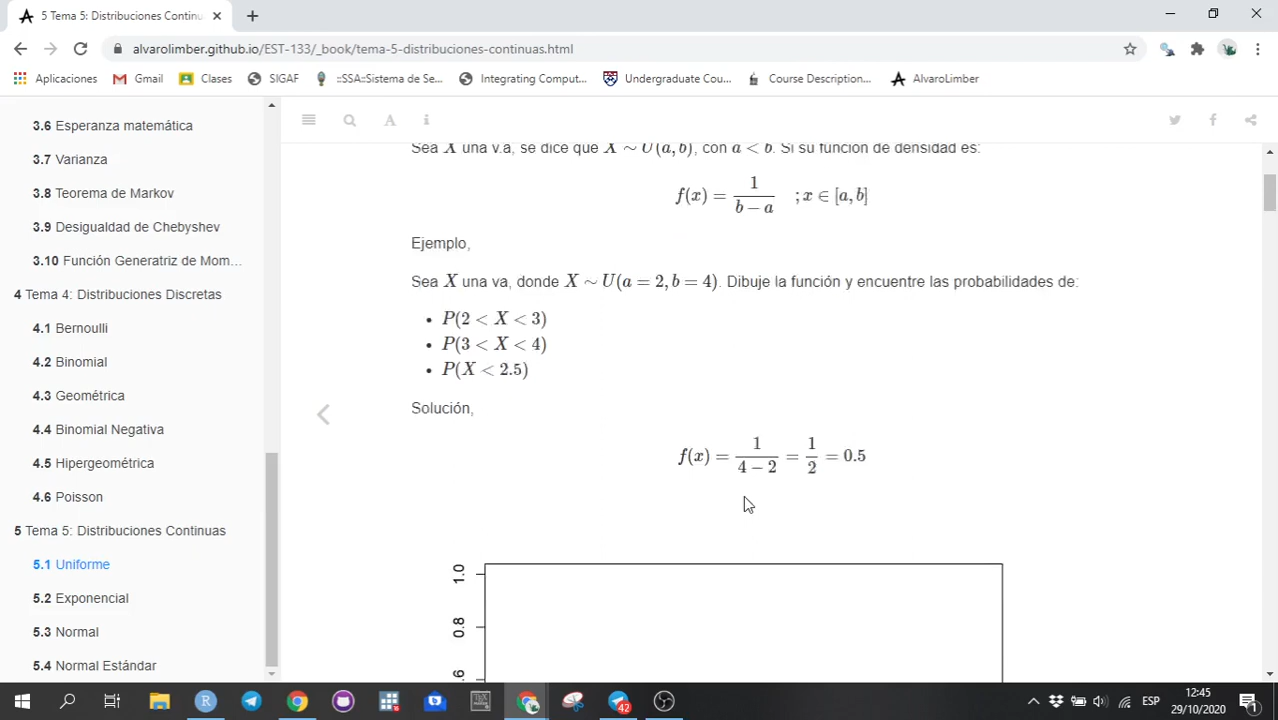 5 Tema 5: Distribuciones Continu
alvarolimber.github.io/EST-133/_book/tema-5-distribuciones-continuas.html
Aplicaciones
Gmail
Clases
SIGAF
::SSA::Sistema de Se...
Integrating Comput...
Undergraduate Cou...
Course Description...
AlvaroLimber
3.6 Esperanza matemática
3.7 Varianza
3.8 Teorema de Markov
3.9 Desigualdad de Chebyshev
3.10 Función Generatriz de Mom...
4 Tema 4: Distribuciones Discretas
4.1 Bernoulli
4.2 Binomial
4.3 Geométrica
4.4 Binomial Negativa
4.5 Hipergeométrica
4.6 Poisson
5 Tema 5: Distribuciones Continuas
5.1 Uniforme
5.2 Exponencial
5.3 Normal
5.4 Normal Estándar
Sea X una v.a, se dice que X ∼ U(a, b), con a < b. Si su función de densidad es:
f(x) = 1 / (b − a) ; x ∈ [a, b]
Ejemplo,
Sea X una va, donde X ∼ U(a = 2, b = 4). Dibuje la función y encuentre las probabilidades de:
• P(2 < X < 3)
• P(3 < X < 4)
• P(X < 2.5)
Solución,
f(x) = 1 / (4 − 2) = 1 / 2 = 0.5
1.0
0.8
.6
42
ESP
12:45
29/10/2020
1